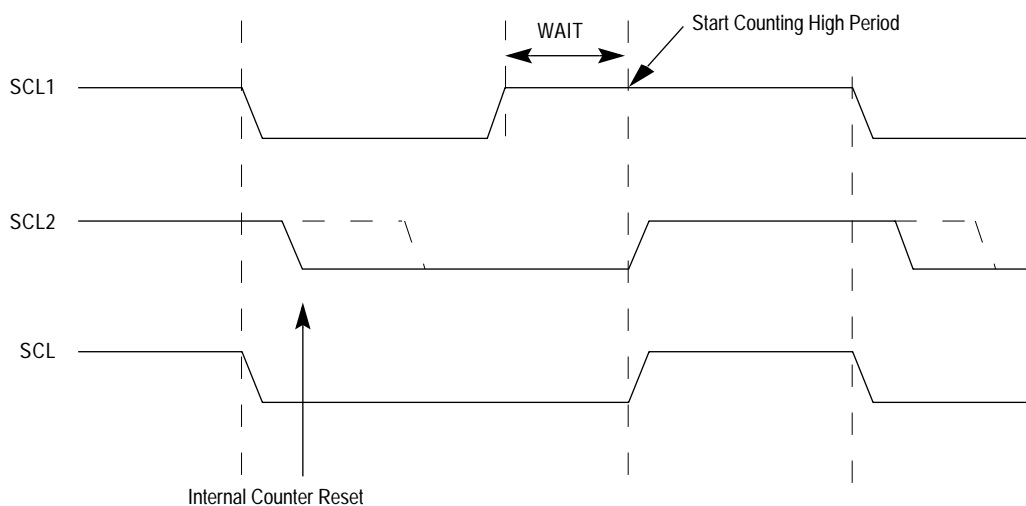 WAIT
Start Counting High Period
SCL1
SCL2
SCL
Internal Counter Reset